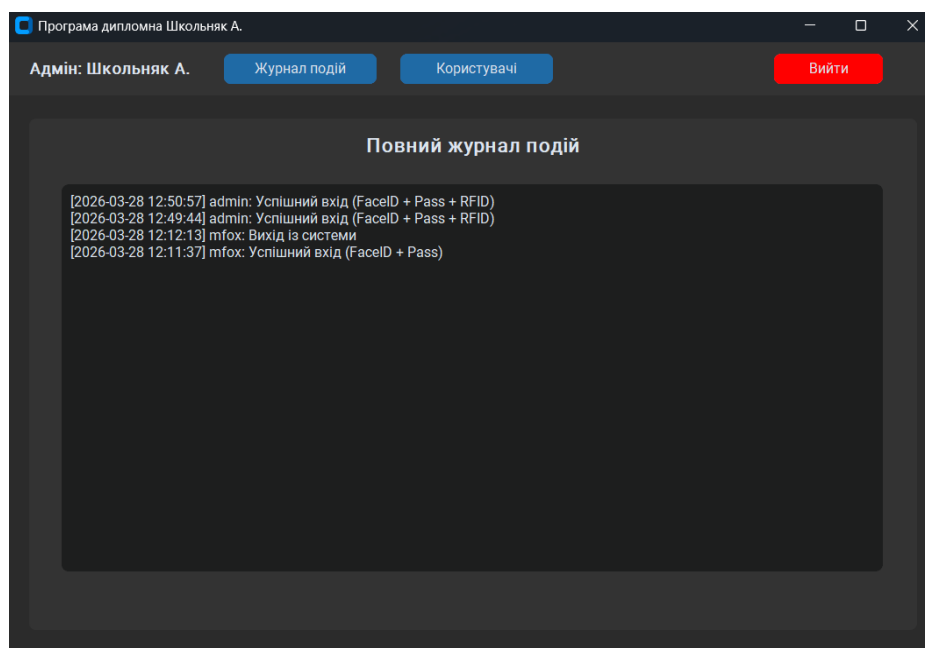 Програма дипломна Школьняк А.
Адмін: Школьняк А. Журнал подій Користувачі Вийти
Повний журнал подій
[2026-03-28 12:50:57] admin: Успішний вхід (FaceID + Pass + RFID)
[2026-03-28 12:49:44] admin: Успішний вхід (FaceID + Pass + RFID)
[2026-03-28 12:12:13] mfox: Вихід із системи
[2026-03-28 12:11:37] mfox: Успішний вхід (FaceID + Pass)